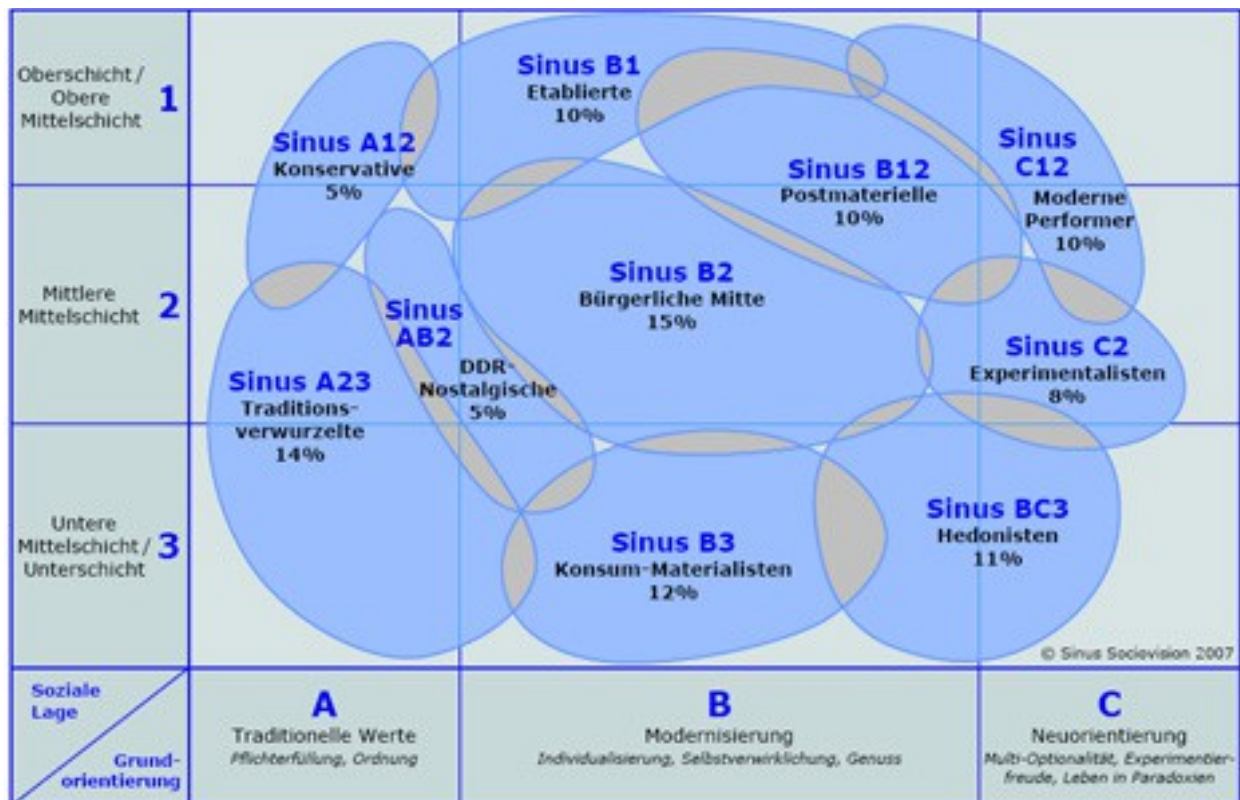 Oberschicht /
Obere
Mittelschicht
1
Mittlere
Mittelschicht
2
Untere
Mittelschicht /
Unterschicht
3
Sinus B1
Etablierte
10%
Sinus A12
Konservative
5%
Sinus B12
Postmaterielle
10%
Sinus
C12
Moderne
Performer
10%
Sinus B2
Bürgerliche Mitte
15%
Sinus
AB2
DDR-
Nostalgische
5%
Sinus A23
Traditions-
verwurzelte
14%
Sinus C2
Experimentalisten
8%
Sinus B3
Konsum-Materialisten
12%
Sinus BC3
Hedonisten
11%
© Sinus Sociovision 2007
Soziale
Lage
Grund-
orientierung
A
Traditionelle Werte
Pflichterfüllung, Ordnung
B
Modernisierung
Individualisierung, Selbstverwirklichung, Genuss
C
Neuorientierung
Multi-Optionalität, Experimentier-
freude, Leben in Paradoxien